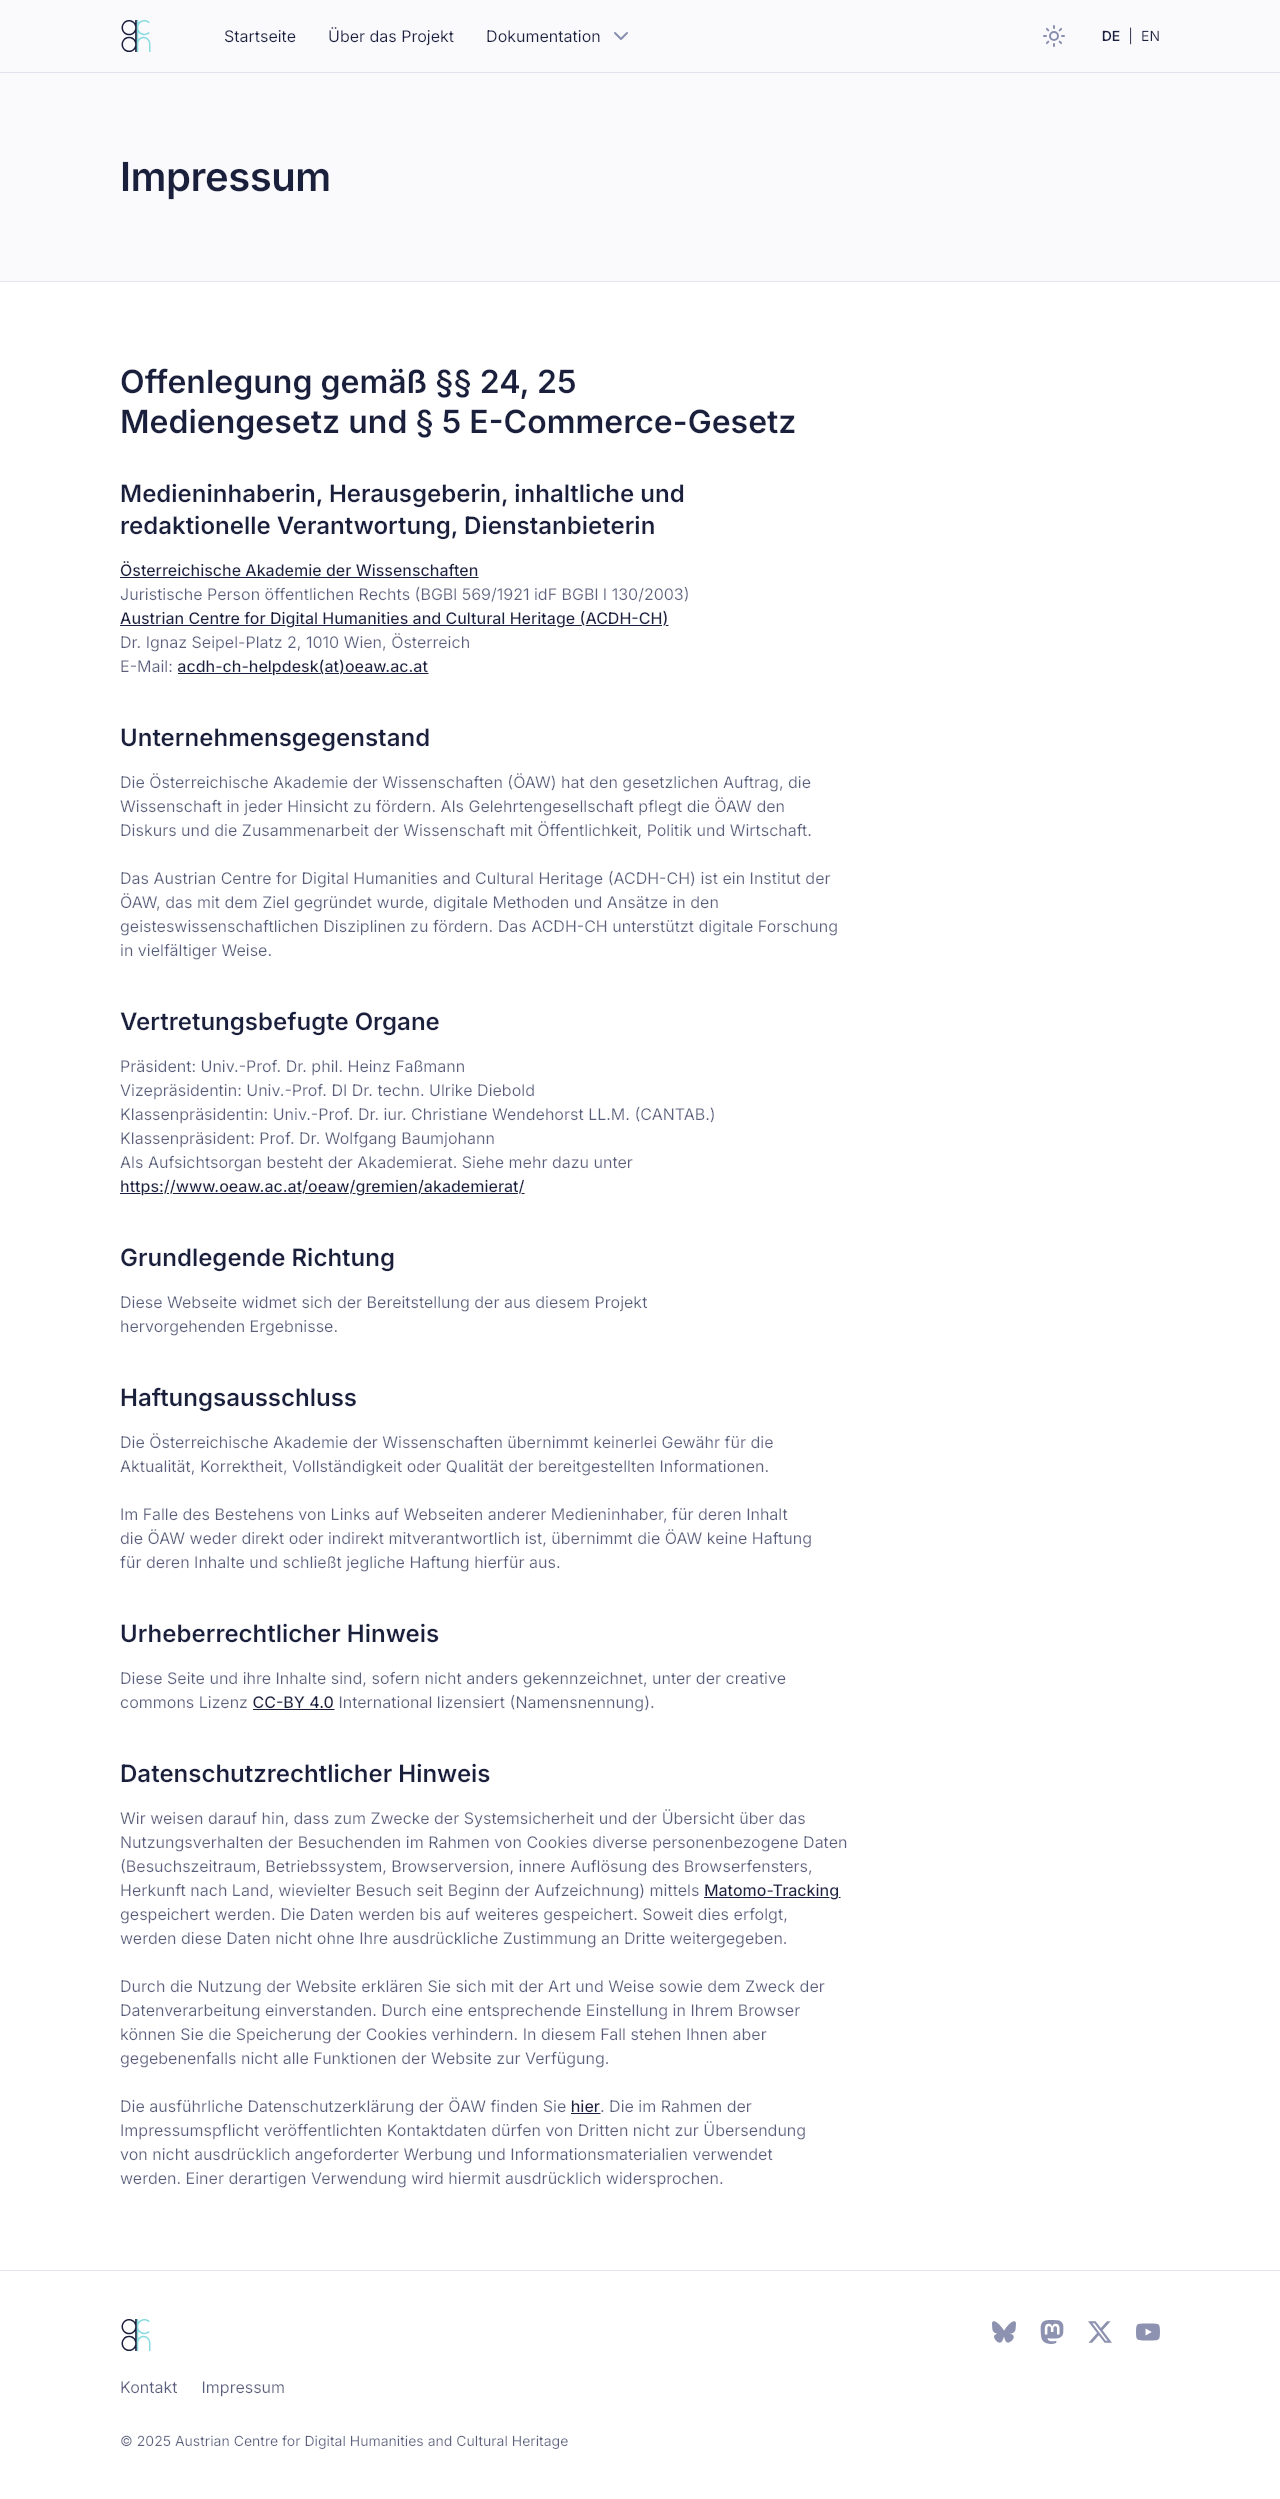 Startseite Über das Projekt Dokumentation DE | EN
Impressum
Offenlegung gemäß §§ 24, 25
Mediengesetz und § 5 E-Commerce-Gesetz
Medieninhaberin, Herausgeberin, inhaltliche und
redaktionelle Verantwortung, Dienstanbieterin
Österreichische Akademie der Wissenschaften
Juristische Person öffentlichen Rechts (BGBl 569/1921 idF BGBl I 130/2003)
Austrian Centre for Digital Humanities and Cultural Heritage (ACDH-CH)
Dr. Ignaz Seipel-Platz 2, 1010 Wien, Österreich
E-Mail: acdh-ch-helpdesk(at)oeaw.ac.at
Unternehmensgegenstand
Die Österreichische Akademie der Wissenschaften (ÖAW) hat den gesetzlichen Auftrag, die
Wissenschaft in jeder Hinsicht zu fördern. Als Gelehrtengesellschaft pflegt die ÖAW den
Diskurs und die Zusammenarbeit der Wissenschaft mit Öffentlichkeit, Politik und Wirtschaft.
Das Austrian Centre for Digital Humanities and Cultural Heritage (ACDH-CH) ist ein Institut der
ÖAW, das mit dem Ziel gegründet wurde, digitale Methoden und Ansätze in den
geisteswissenschaftlichen Disziplinen zu fördern. Das ACDH-CH unterstützt digitale Forschung
in vielfältiger Weise.
Vertretungsbefugte Organe
Präsident: Univ.-Prof. Dr. phil. Heinz Faßmann
Vizepräsidentin: Univ.-Prof. DI Dr. techn. Ulrike Diebold
Klassenpräsidentin: Univ.-Prof. Dr. iur. Christiane Wendehorst LL.M. (CANTAB.)
Klassenpräsident: Prof. Dr. Wolfgang Baumjohann
Als Aufsichtsorgan besteht der Akademierat. Siehe mehr dazu unter
https://www.oeaw.ac.at/oeaw/gremien/akademierat/
Grundlegende Richtung
Diese Webseite widmet sich der Bereitstellung der aus diesem Projekt
hervorgehenden Ergebnisse.
Haftungsausschluss
Die Österreichische Akademie der Wissenschaften übernimmt keinerlei Gewähr für die
Aktualität, Korrektheit, Vollständigkeit oder Qualität der bereitgestellten Informationen.
Im Falle des Bestehens von Links auf Webseiten anderer Medieninhaber, für deren Inhalt
die ÖAW weder direkt oder indirekt mitverantwortlich ist, übernimmt die ÖAW keine Haftung
für deren Inhalte und schließt jegliche Haftung hierfür aus.
Urheberrechtlicher Hinweis
Diese Seite und ihre Inhalte sind, sofern nicht anders gekennzeichnet, unter der creative
commons Lizenz CC-BY 4.0 International lizensiert (Namensnennung).
Datenschutzrechtlicher Hinweis
Wir weisen darauf hin, dass zum Zwecke der Systemsicherheit und der Übersicht über das
Nutzungsverhalten der Besuchenden im Rahmen von Cookies diverse personenbezogene Daten
(Besuchszeitraum, Betriebssystem, Browserversion, innere Auflösung des Browserfensters,
Herkunft nach Land, wievielter Besuch seit Beginn der Aufzeichnung) mittels Matomo-Tracking
gespeichert werden. Die Daten werden bis auf weiteres gespeichert. Soweit dies erfolgt,
werden diese Daten nicht ohne Ihre ausdrückliche Zustimmung an Dritte weitergegeben.
Durch die Nutzung der Website erklären Sie sich mit der Art und Weise sowie dem Zweck der
Datenverarbeitung einverstanden. Durch eine entsprechende Einstellung in Ihrem Browser
können Sie die Speicherung der Cookies verhindern. In diesem Fall stehen Ihnen aber
gegebenenfalls nicht alle Funktionen der Website zur Verfügung.
Die ausführliche Datenschutzerklärung der ÖAW finden Sie hier. Die im Rahmen der
Impressumspflicht veröffentlichten Kontaktdaten dürfen von Dritten nicht zur Übersendung
von nicht ausdrücklich angeforderter Werbung und Informationsmaterialien verwendet
werden. Einer derartigen Verwendung wird hiermit ausdrücklich widersprochen.
Kontakt Impressum
© 2025 Austrian Centre for Digital Humanities and Cultural Heritage